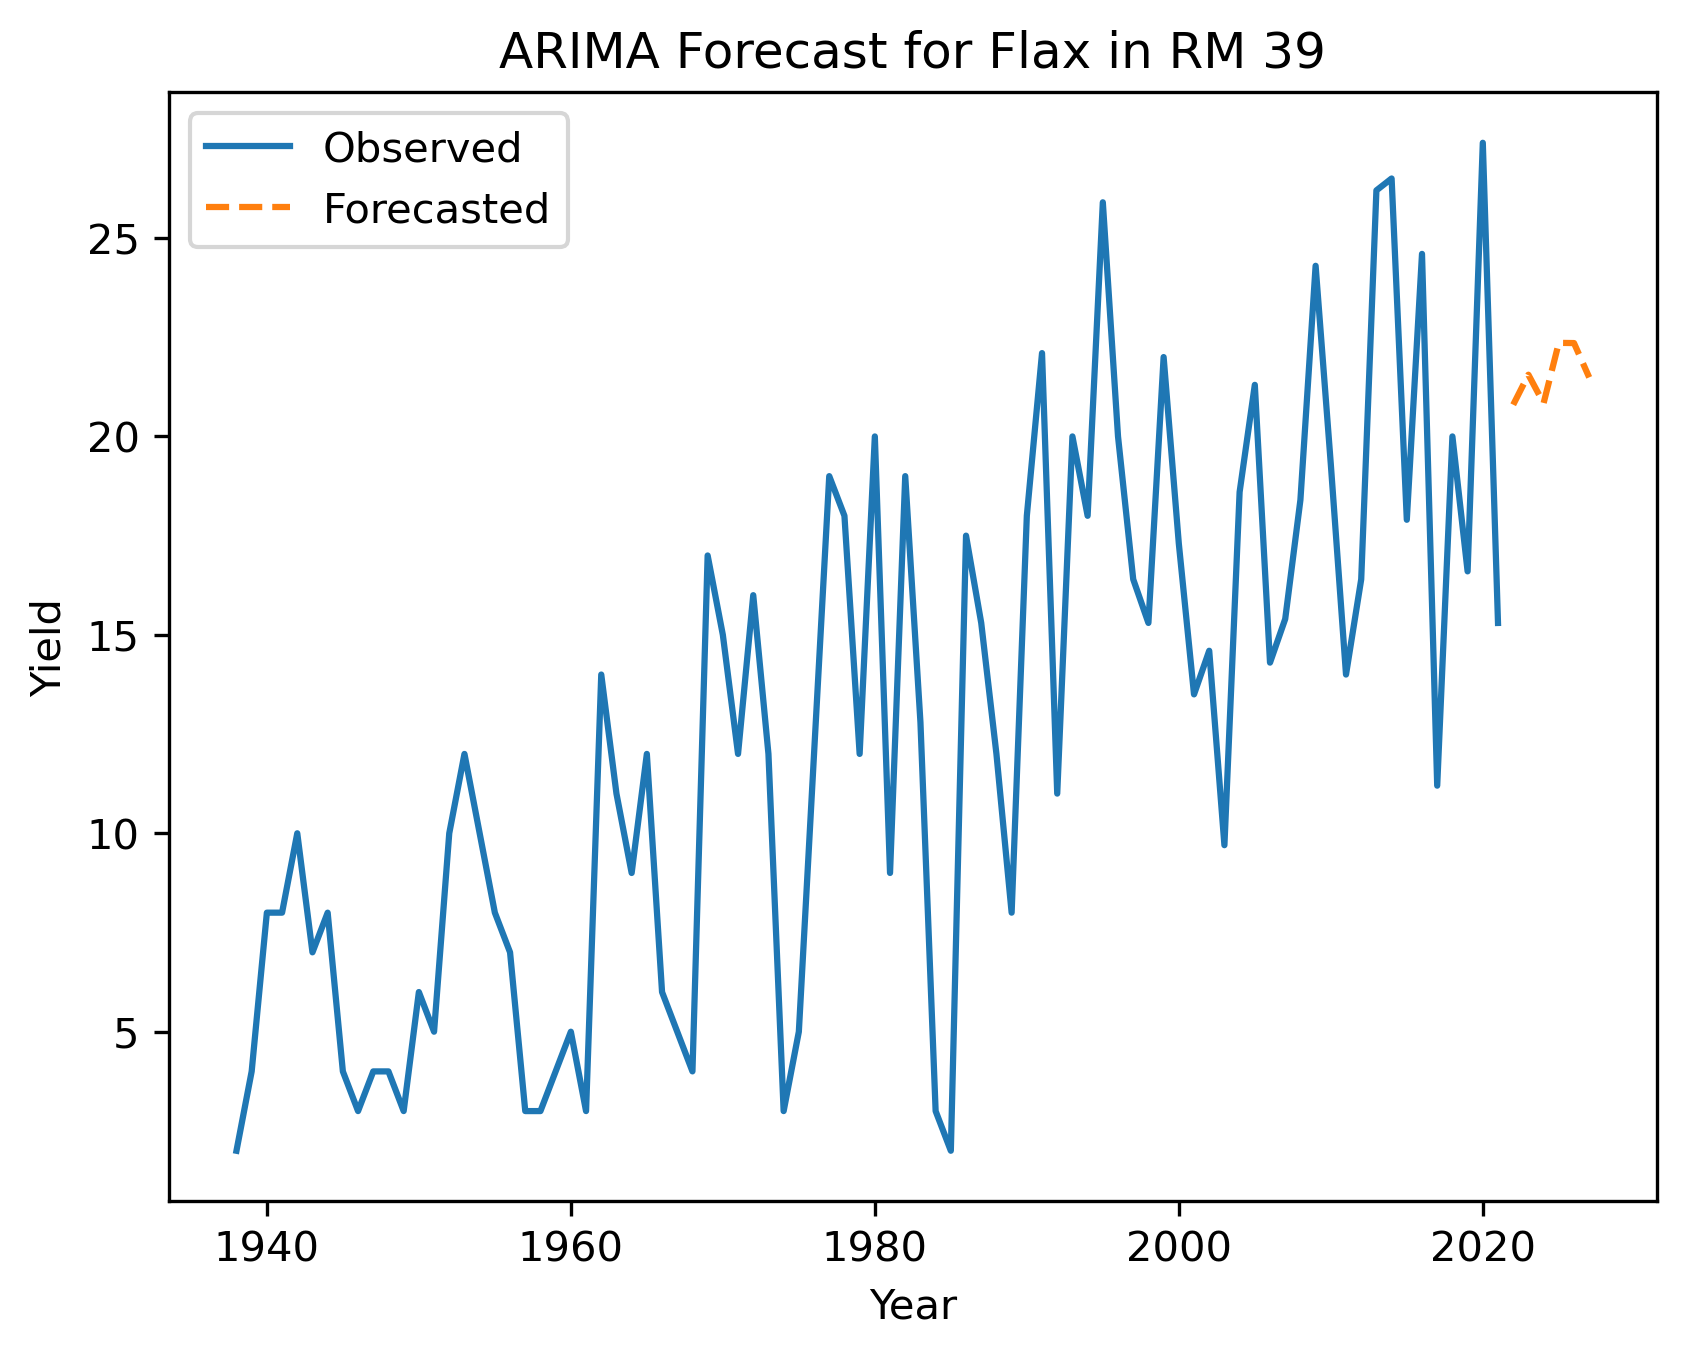 ARIMA Forecast for Flax in RM 39
Observed
Forecasted
25
20
15
10
5
Yield
1940 1960 1980 2000 2020
Year